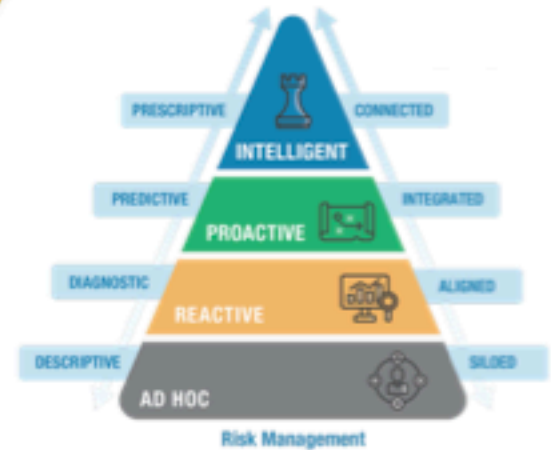 PRESCRIPTIVE
CONNECTED
INTELLIGENT
PREDICTIVE
INTEGRATED
PROACTIVE
DIAGNOSTIC
ALIGNED
REACTIVE
DESCRIPTIVE
SILOED
AD HOC
Risk Management